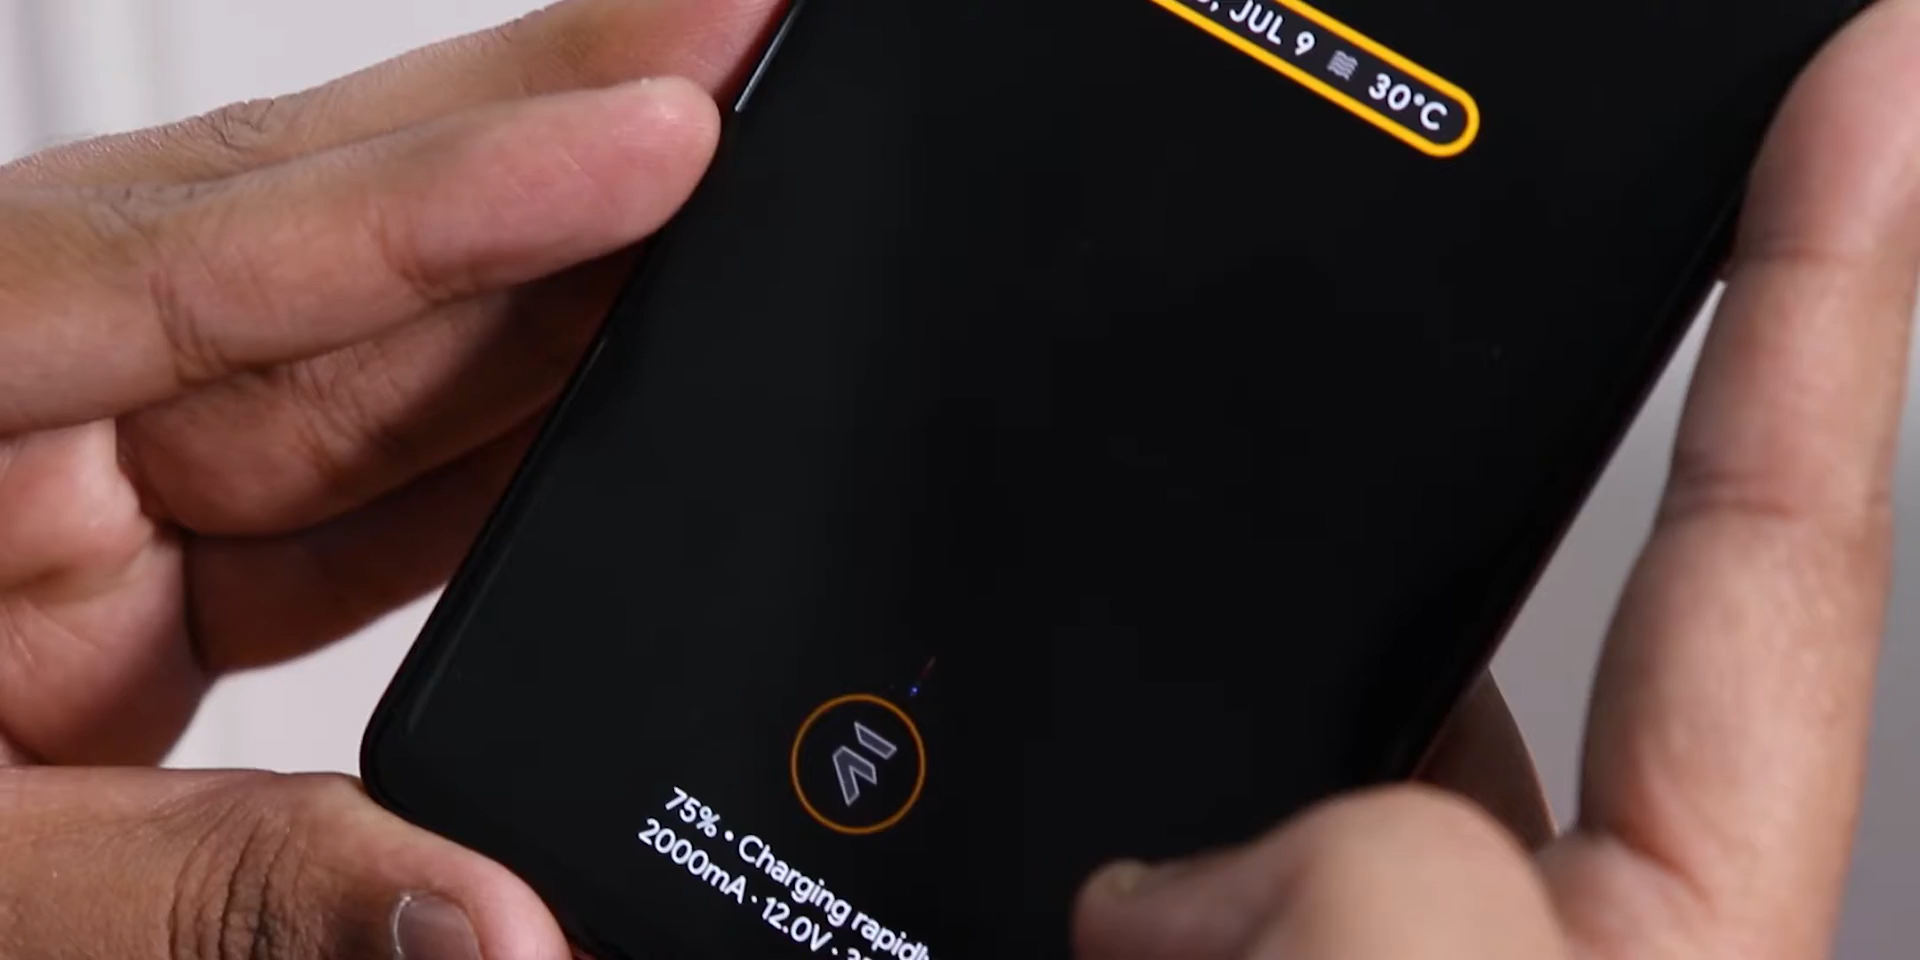 JUL 9 30°C
75% • Charging rapidly
2000mA · 12.0V ·